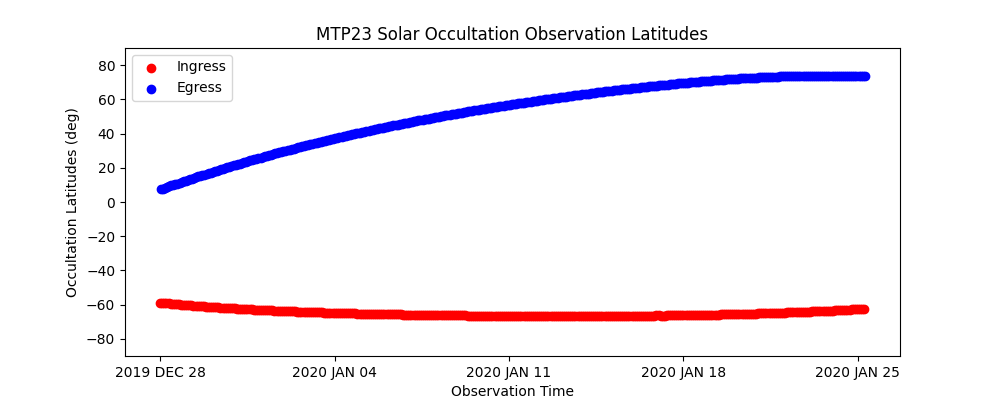 MTP23 Solar Occultation Observation Latitudes
Ingress
Egress
Occultation Latitudes (deg)
80
60
40
20
0
−20
−40
−60
−80
2019 DEC 28
2020 JAN 04
2020 JAN 11
2020 JAN 18
2020 JAN 25
Observation Time